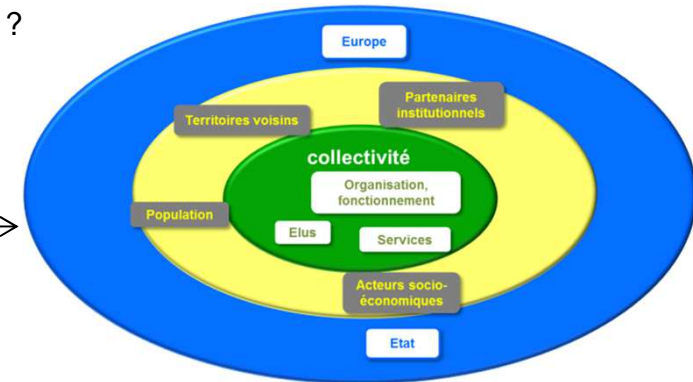 ?
Europe
Partenaires
institutionnels
Territoires voisins
collectivité
Organisation,
fonctionnement
Population
Elus
Services
Acteurs socio-
économiques
Etat